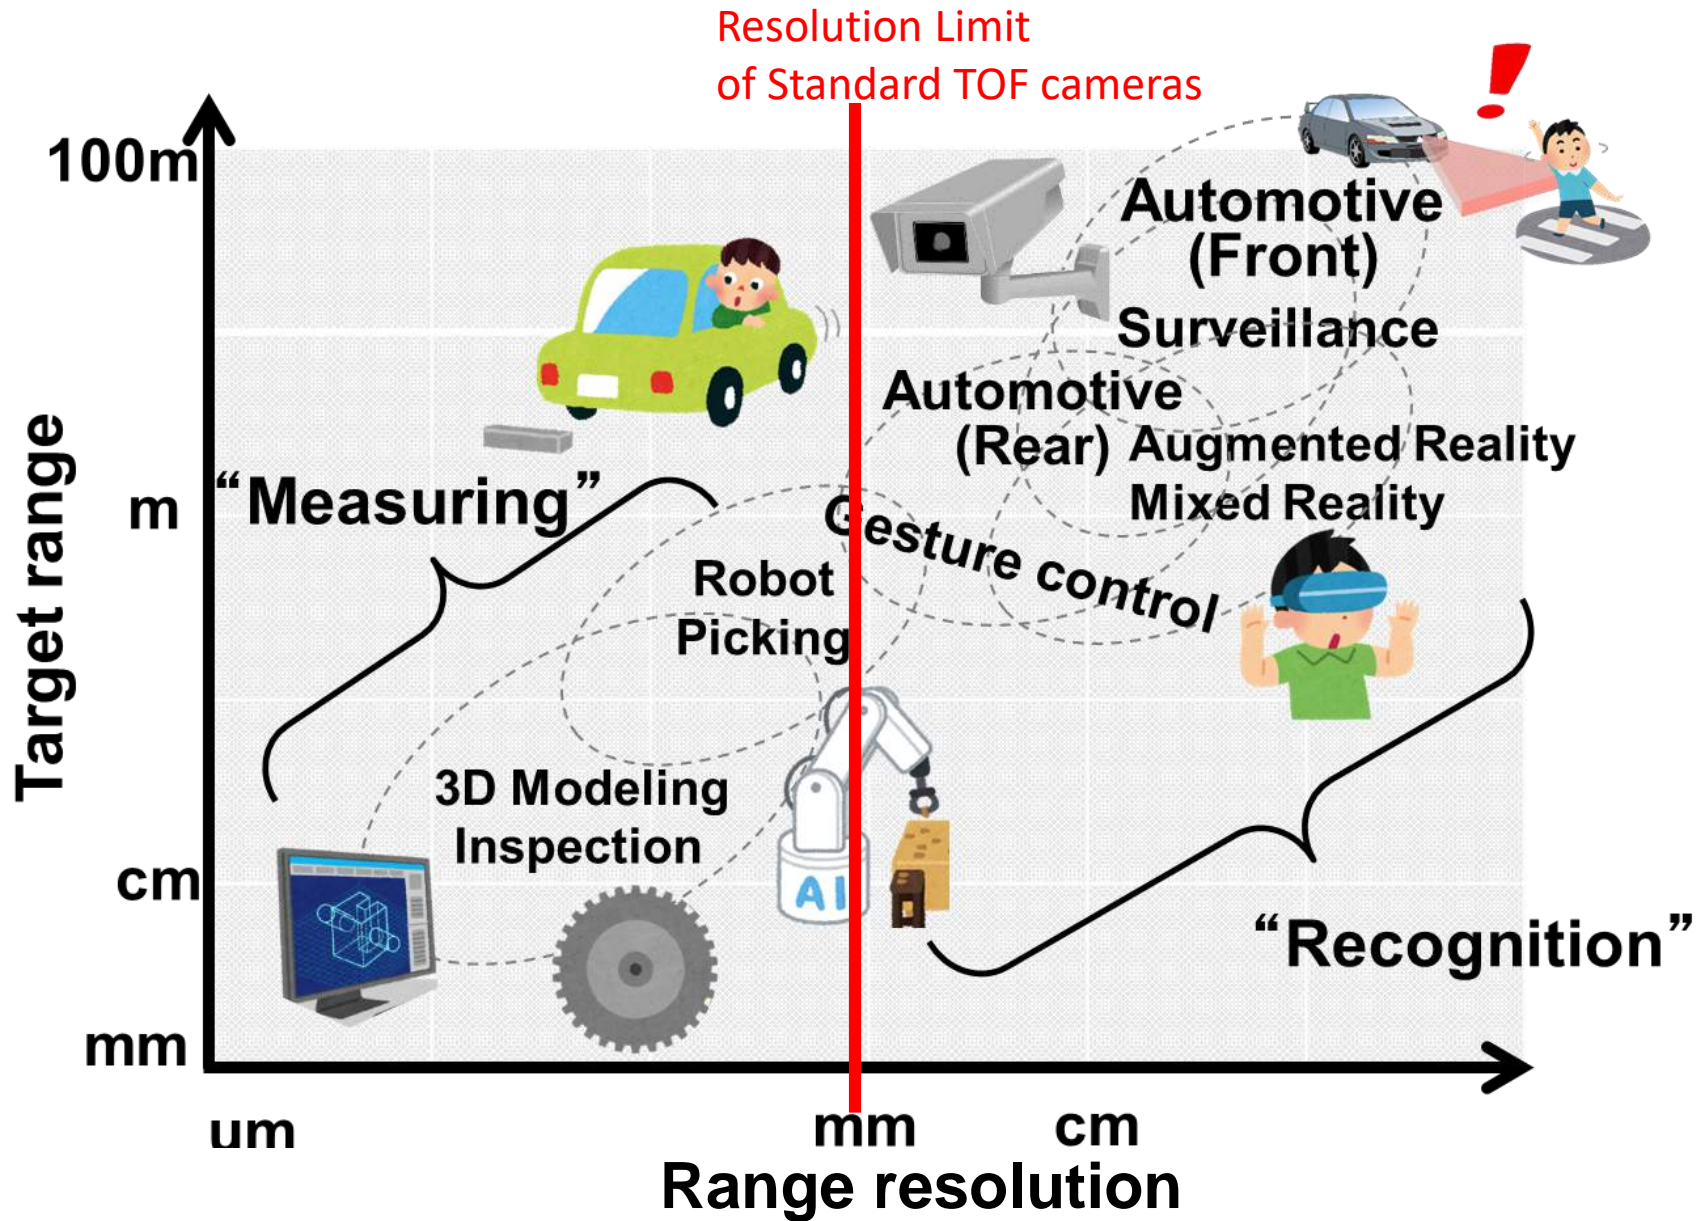 Resolution Limit
of Standard TOF cameras
100m
Automotive
(Front)
Surveillance
Automotive
(Rear)
Augmented Reality
Mixed Reality
Target range
m
“Measuring”
Gesture control
Robot
Picking
3D Modeling
Inspection
cm
AI
“Recognition”
mm
um
mm
cm
Range resolution